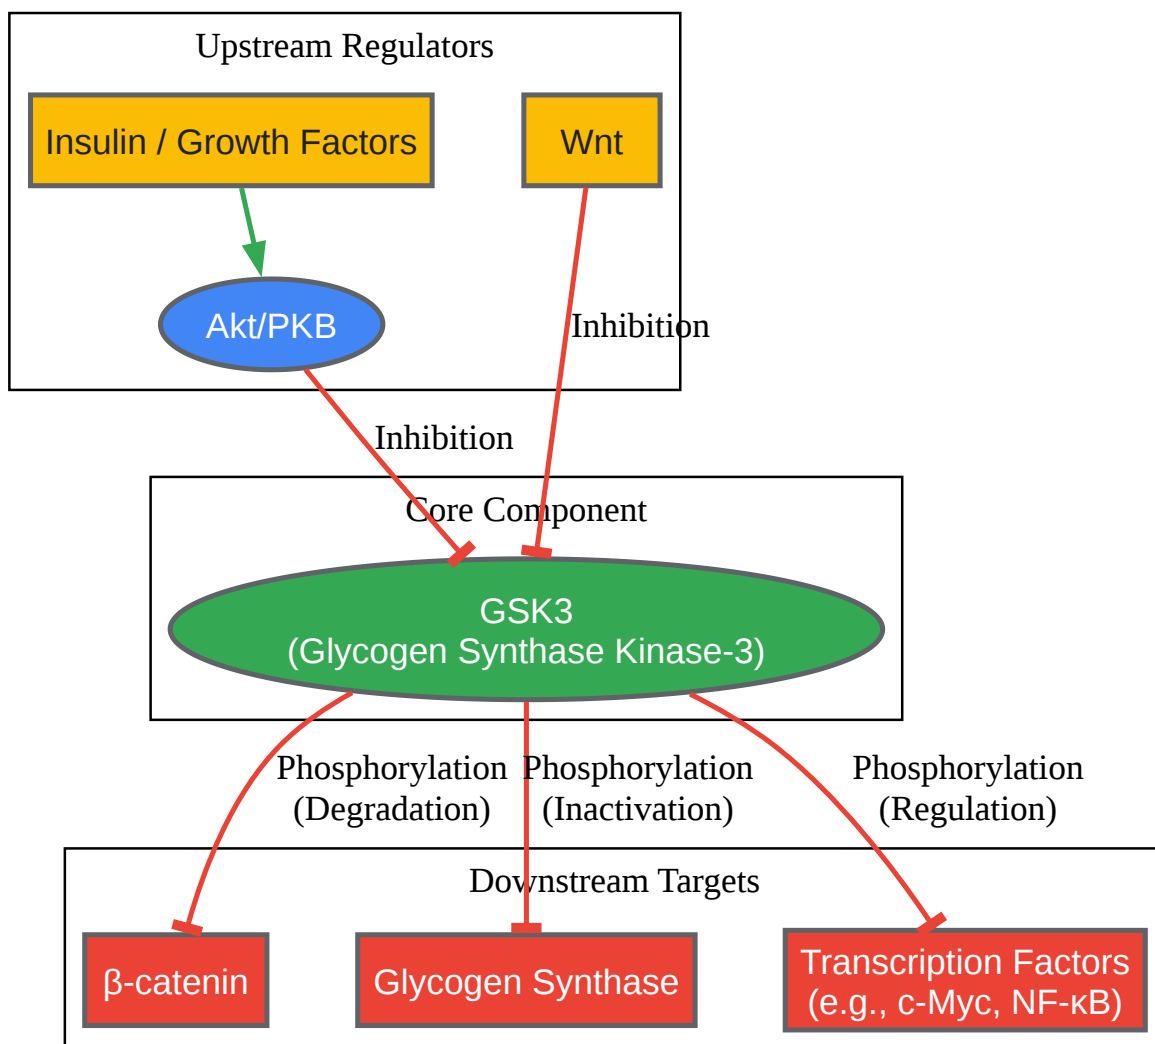 Upstream Regulators
Insulin / Growth Factors
Wnt
Akt/PKB
Inhibition
Inhibition
Core Component
GSK3
(Glycogen Synthase Kinase-3)
Phosphorylation
(Degradation)
Phosphorylation
(Inactivation)
Phosphorylation
(Regulation)
Downstream Targets
β-catenin
Glycogen Synthase
Transcription Factors
(e.g., c-Myc, NF-κB)